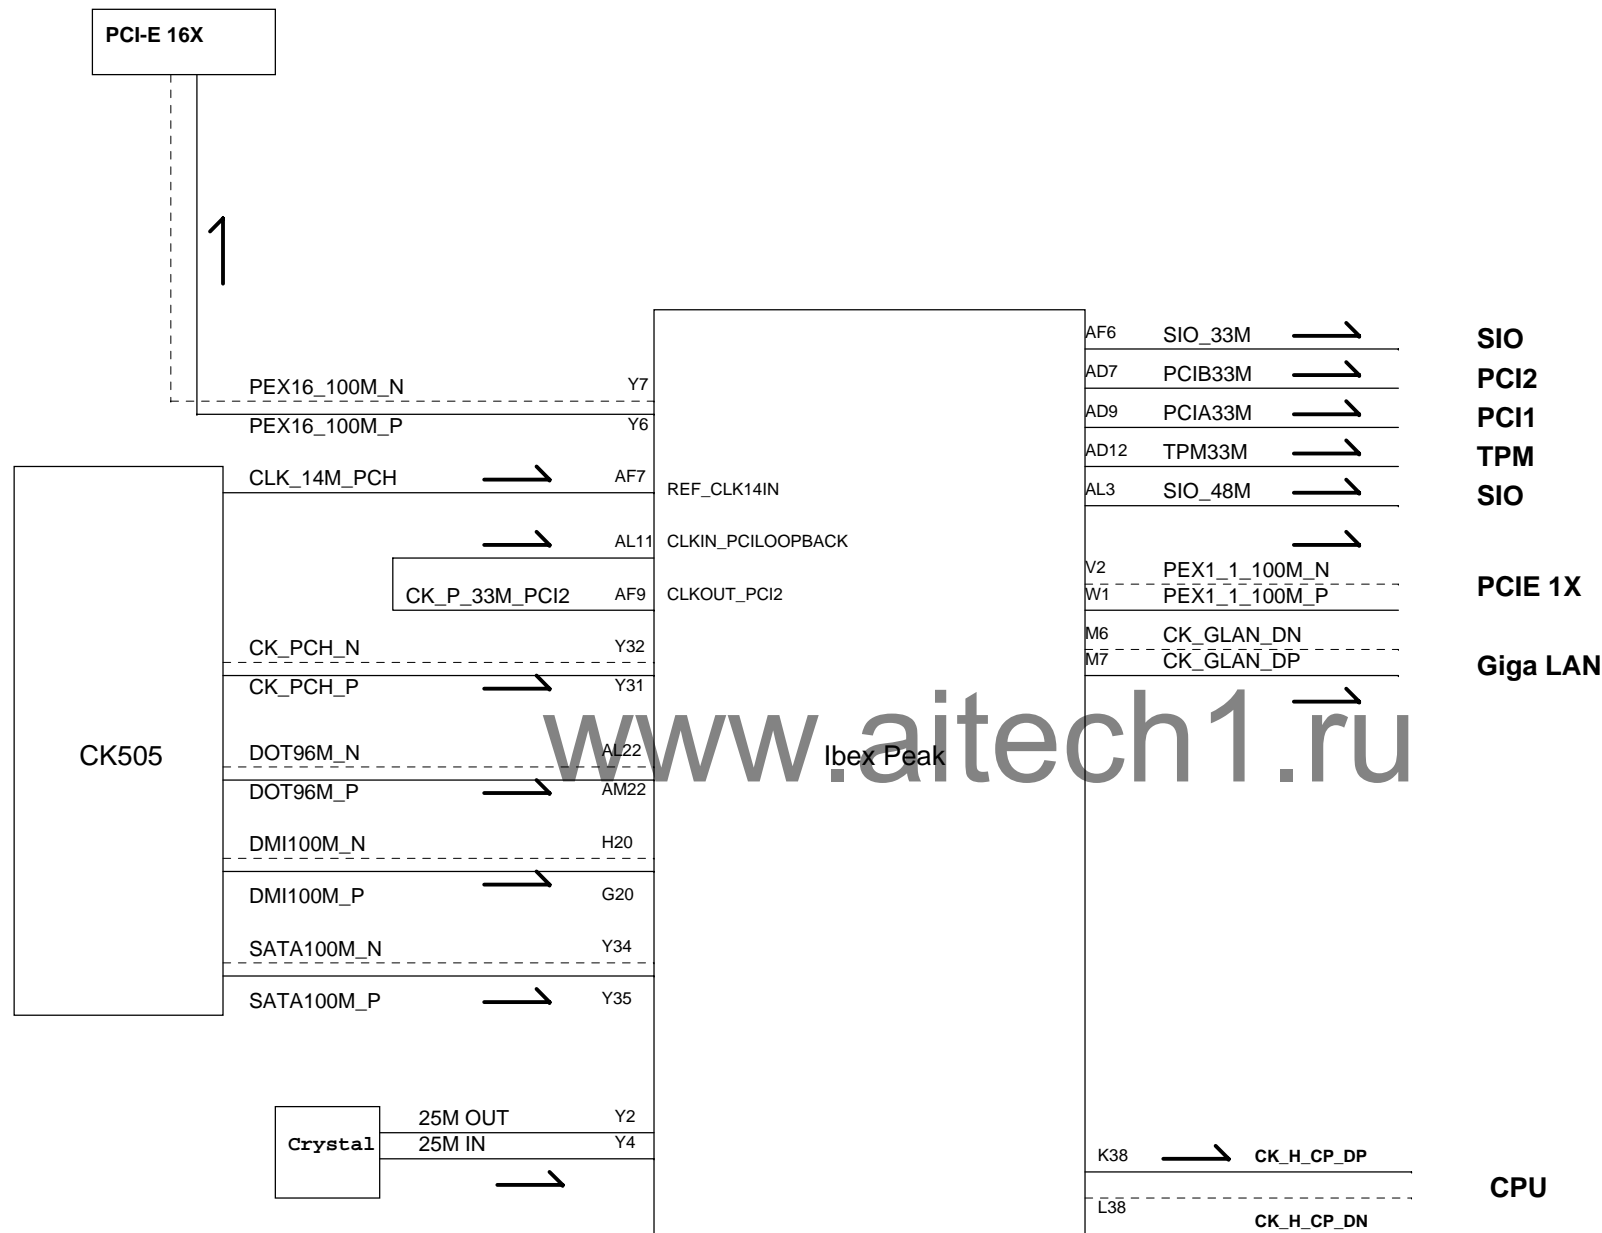 PCI-E 16X
PEX16_100M_N Y7
PEX16_100M_P Y6
CLK_14M_PCH AF7 REF_CLK14IN
AL11 CLKIN_PCILOOPBACK
CK_P_33M_PCI2 AF9 CLKOUT_PCI2
CK_PCH_N Y32
CK_PCH_P Y31
CK505
DOT96M_N AL22
DOT96M_P AM22
DMI100M_N H20
DMI100M_P G20
SATA100M_N Y34
SATA100M_P Y35
Crystal
25M OUT Y2
25M IN Y4
Ibex Peak
www.aitech1.ru
AF6 SIO_33M SIO
AD7 PCIB33M PCI2
AD9 PCIA33M PCI1
AD12 TPM33M TPM
AL3 SIO_48M SIO
V2 PEX1_1_100M_N
W1 PEX1_1_100M_P
PCIE 1X
M6 CK_GLAN_DN
M7 CK_GLAN_DP
Giga LAN
K38 CK_H_CP_DP
CPU
L38 CK_H_CP_DN